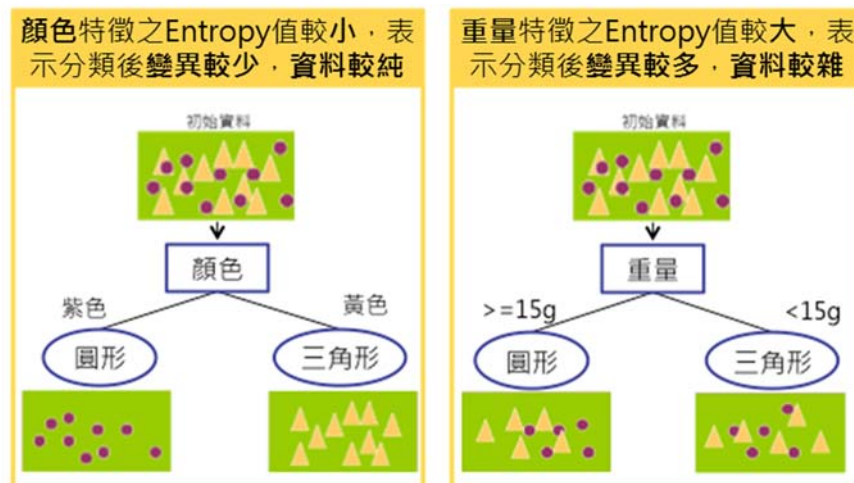 顏色特徵之Entropy值較小，表
示分類後變異較少，資料較純
初始資料
顏色
紫色
黃色
圓形
三角形
重量特徵之Entropy值較大，表
示分類後變異較多，資料較雜
初始資料
重量
>=15g
<15g
圓形
三角形